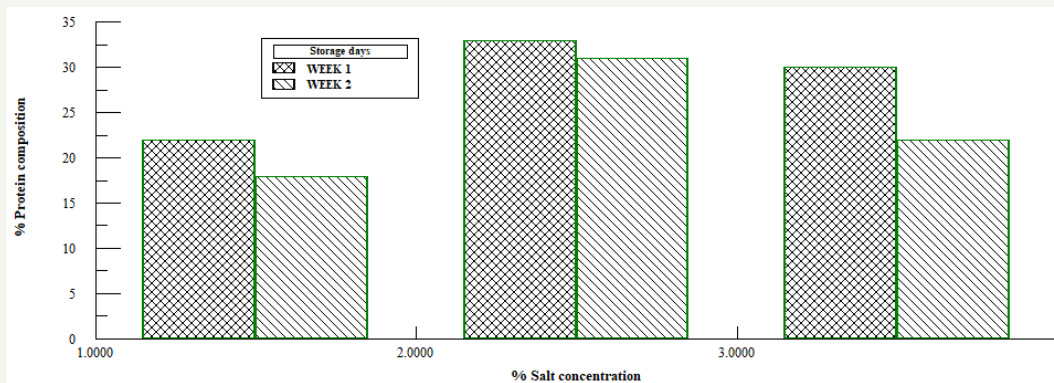 35
30
25
20
15
10
5
0
% Protein composition
Storage days
WEEK 1
WEEK 2
1.0000 2.0000 3.0000
% Salt concentration